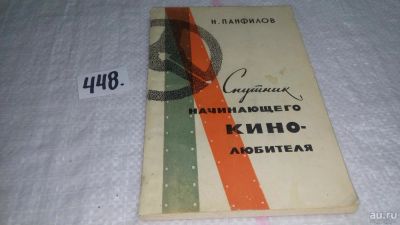 448.
Н. ПАНФИЛОВ
Спутник
НАЧИНАЮЩЕГО
КИНО-
ЛЮБИТЕЛЯ
au.ru